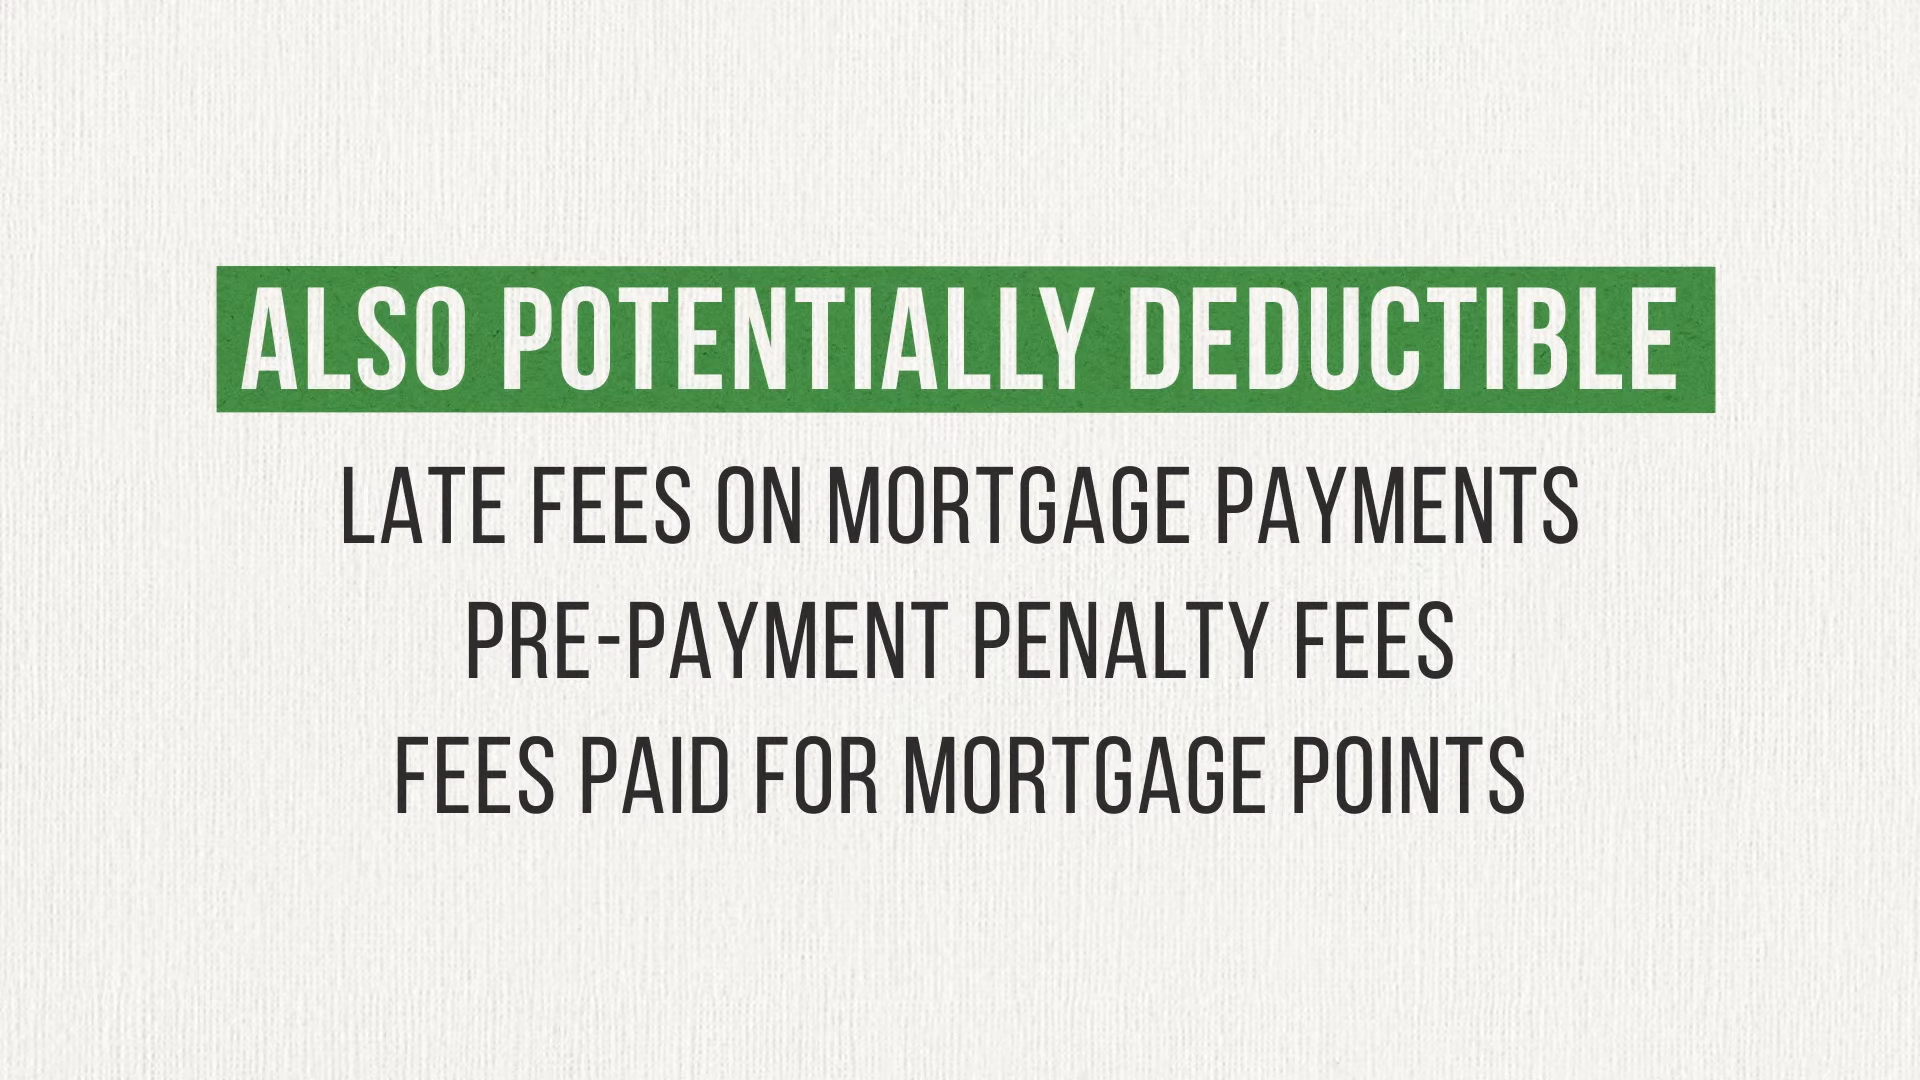 ALSO POTENTIALLY DEDUCTIBLE
LATE FEES ON MORTGAGE PAYMENTS
PRE-PAYMENT PENALTY FEES
FEES PAID FOR MORTGAGE POINTS